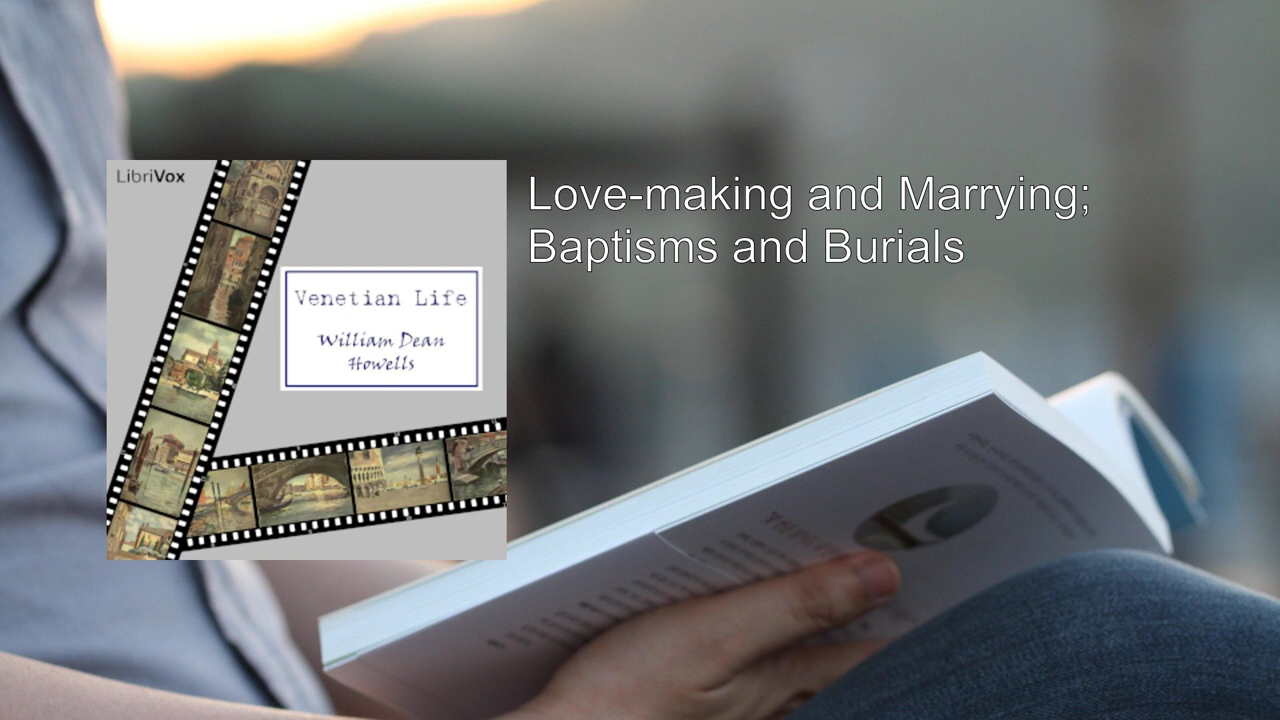 LibriVox
Venetian Life
William Dean
Howells
Love-making and Marrying;
Baptisms and Burials